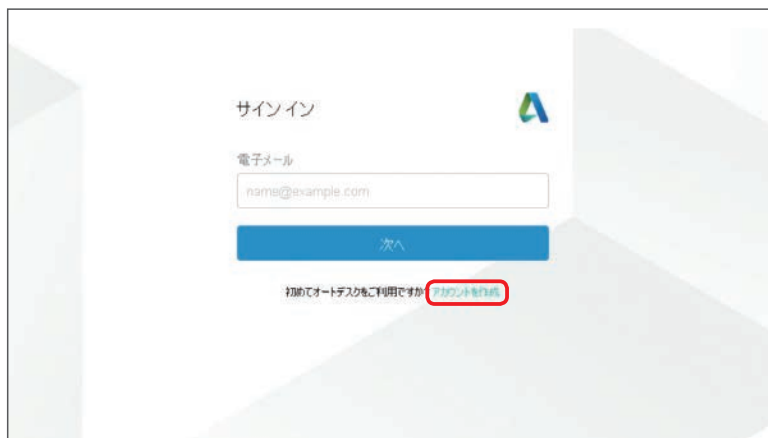 サインイン
電子メール
name@example.com
次へ
初めてオートデスクをご利用ですか? アカウントを作成